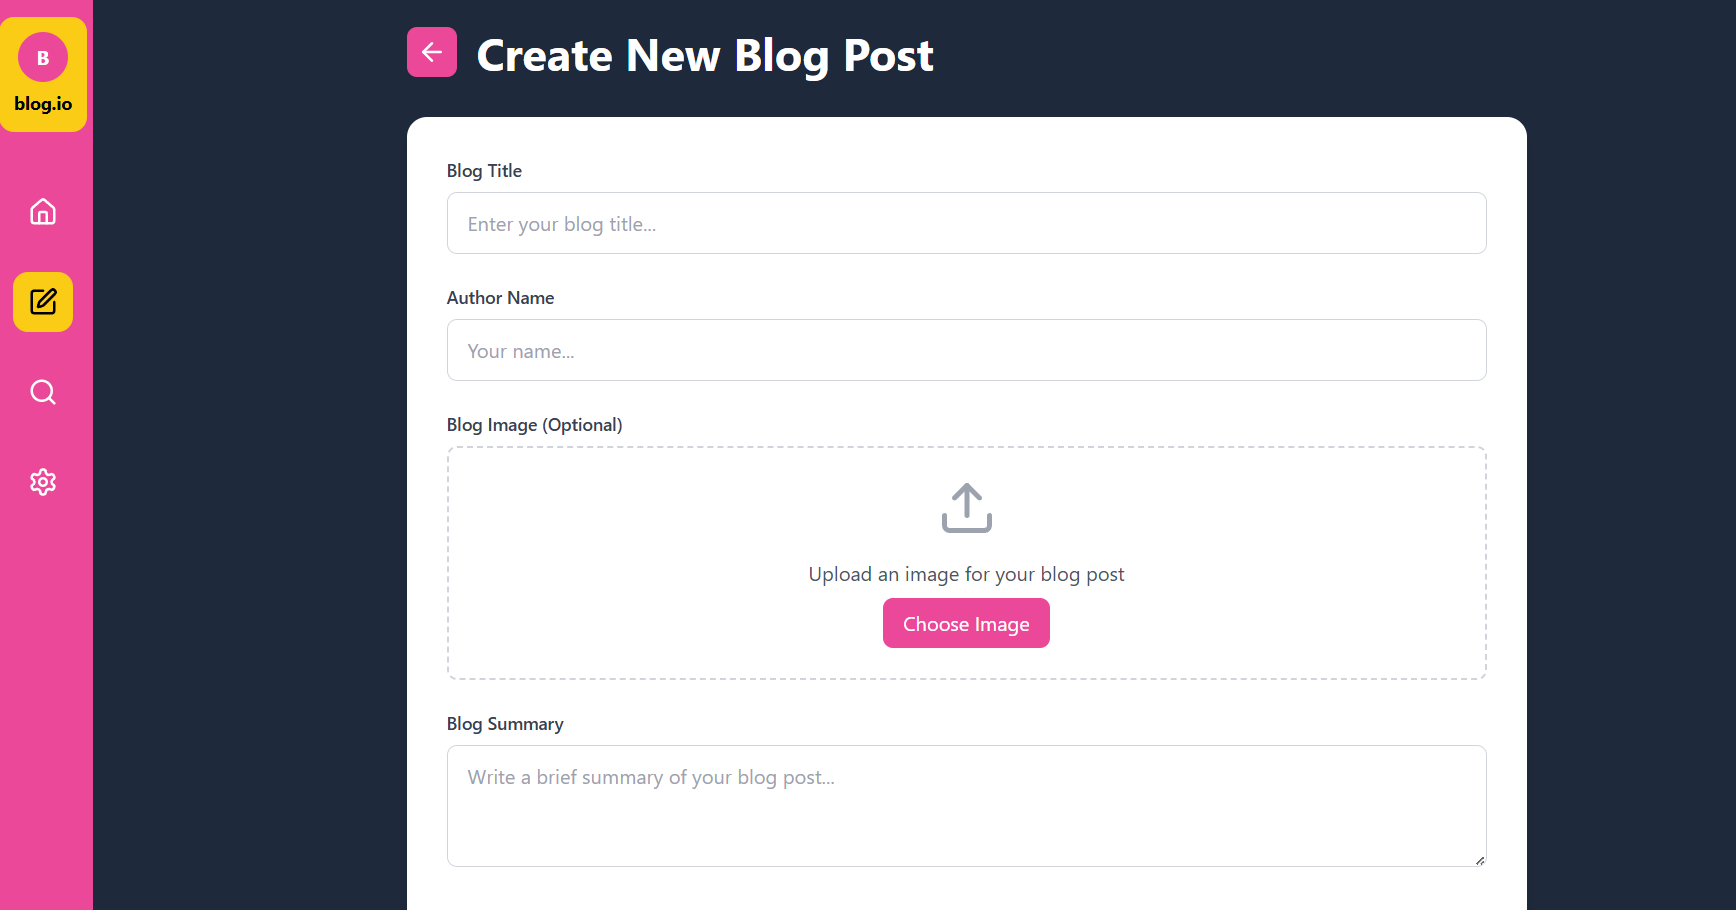 B
blog.io
Create New Blog Post
Blog Title
Enter your blog title...
Author Name
Your name...
Blog Image (Optional)
Upload an image for your blog post
Choose Image
Blog Summary
Write a brief summary of your blog post...